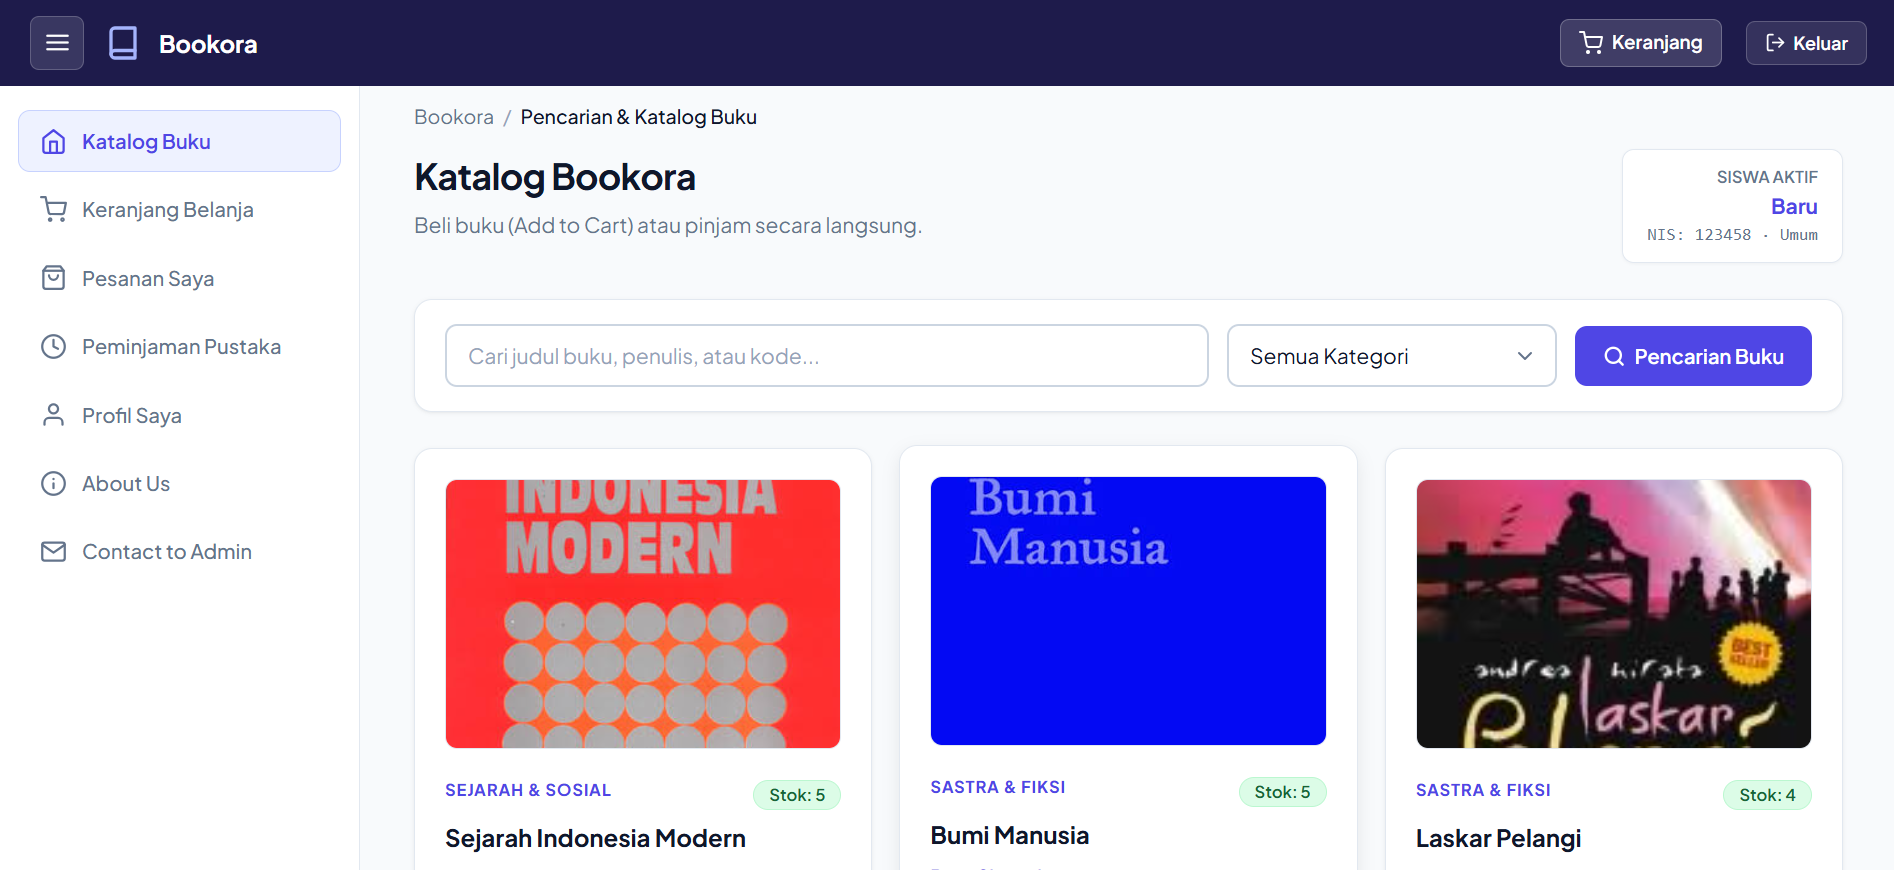 Bookora
Keranjang
Keluar
Katalog Buku
Keranjang Belanja
Pesanan Saya
Peminjaman Pustaka
Profil Saya
About Us
Contact to Admin
Bookora / Pencarian & Katalog Buku
Katalog Bookora
Beli buku (Add to Cart) atau pinjam secara langsung.
SISWA AKTIF
Baru
NIS: 123458 · Umum
Cari judul buku, penulis, atau kode...
Semua Kategori
Pencarian Buku
INDONESIA
MODERN
SEJARAH & SOSIAL
Stok: 5
Sejarah Indonesia Modern
Bumi
Manusia
SASTRA & FIKSI
Stok: 5
Bumi Manusia
BEST
SELLER
andrea hirata
laskar
SASTRA & FIKSI
Stok: 4
Laskar Pelangi